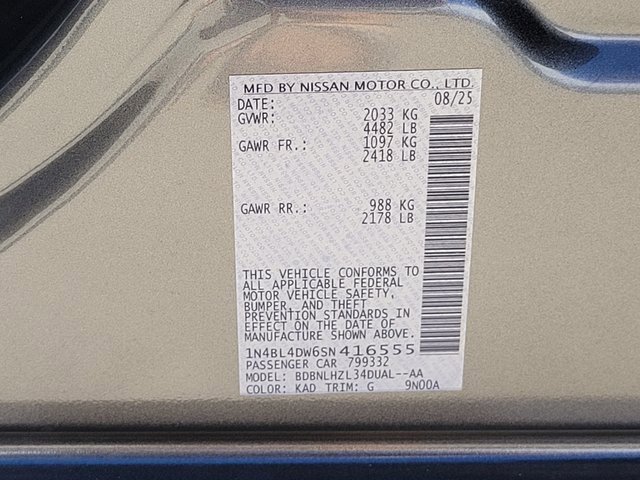 MFD BY NISSAN MOTOR CO., LTD.
DATE: 08/25
GVWR: 2033 KG
4482 LB
GAWR FR.: 1097 KG
2418 LB
GAWR RR.: 988 KG
2178 LB
THIS VEHICLE CONFORMS TO
ALL APPLICABLE FEDERAL
MOTOR VEHICLE SAFETY,
BUMPER, AND THEFT
PREVENTION STANDARDS IN
EFFECT ON THE DATE OF
MANUFACTURE SHOWN ABOVE.
1N4BL4DW6SN416555
PASSENGER CAR 799332
MODEL: BDBNLHZL34DUAL--AA
COLOR: KAD TRIM: G 9N00A